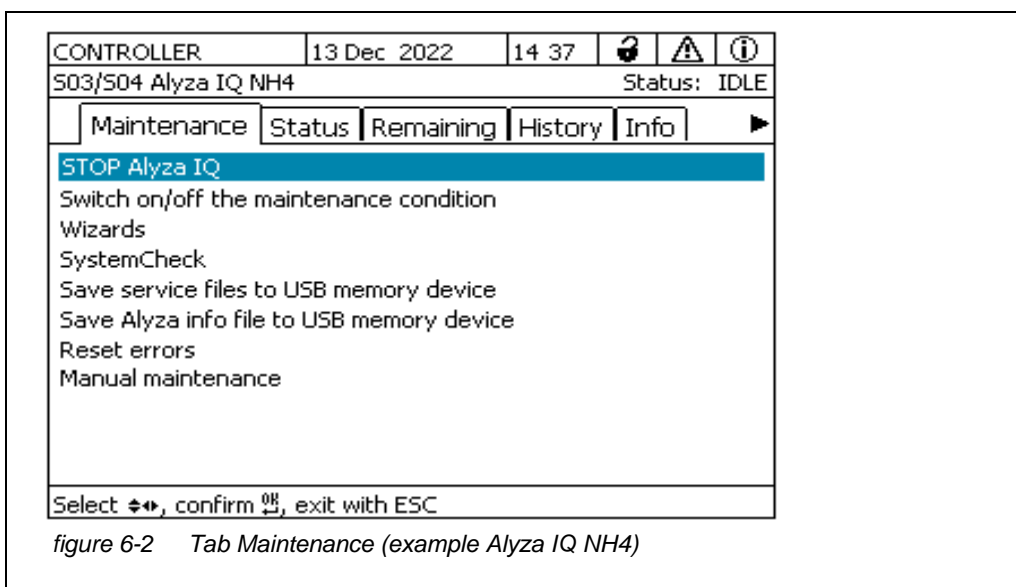 CONTROLLER 13 Dec 2022 14 37
S03/S04 Alyza IQ NH4 Status: IDLE
Maintenance Status Remaining History Info
STOP Alyza IQ
Switch on/off the maintenance condition
Wizards
SystemCheck
Save service files to USB memory device
Save Alyza info file to USB memory device
Reset errors
Manual maintenance
Select , confirm OK, exit with ESC
figure 6-2 Tab Maintenance (example Alyza IQ NH4)